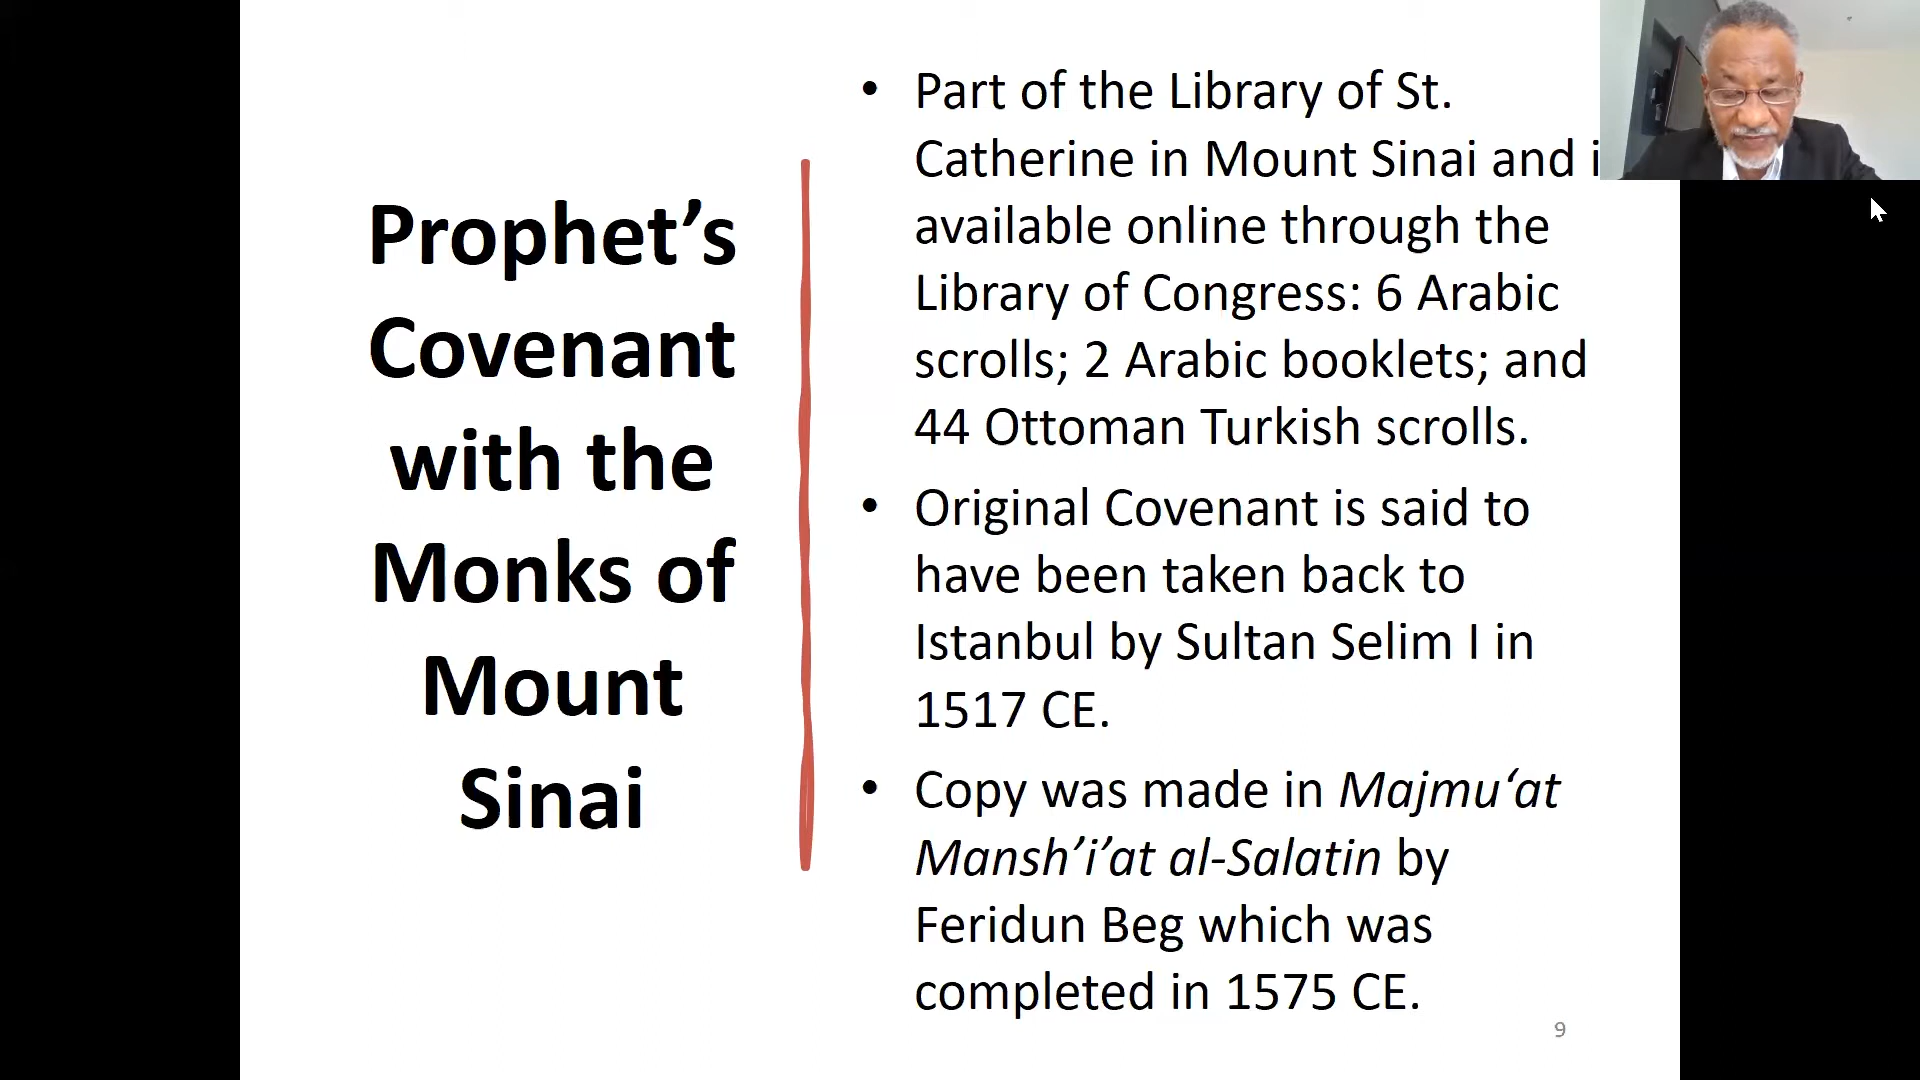 Prophet’s
Covenant
with the
Monks of
Mount
Sinai
• Part of the Library of St.
Catherine in Mount Sinai and i
available online through the
Library of Congress: 6 Arabic
scrolls; 2 Arabic booklets; and
44 Ottoman Turkish scrolls.
• Original Covenant is said to
have been taken back to
Istanbul by Sultan Selim I in
1517 CE.
• Copy was made in Majmu‘at
Mansh’i’at al-Salatin by
Feridun Beg which was
completed in 1575 CE.
9